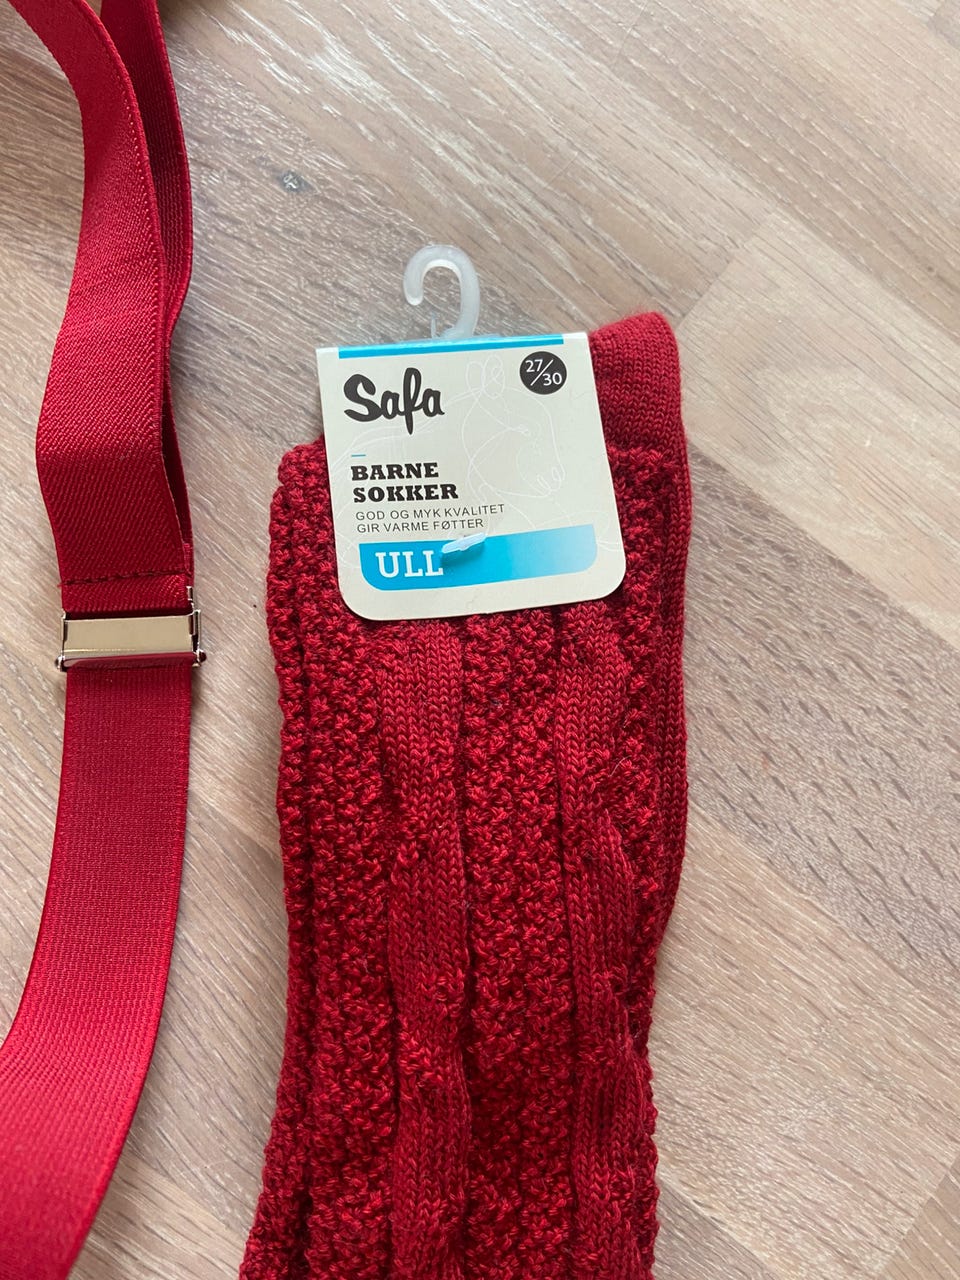 Safa
27/30
BARNE
SOKKER
GOD OG MYK KVALITET
GIR VARME FØTTER
ULL